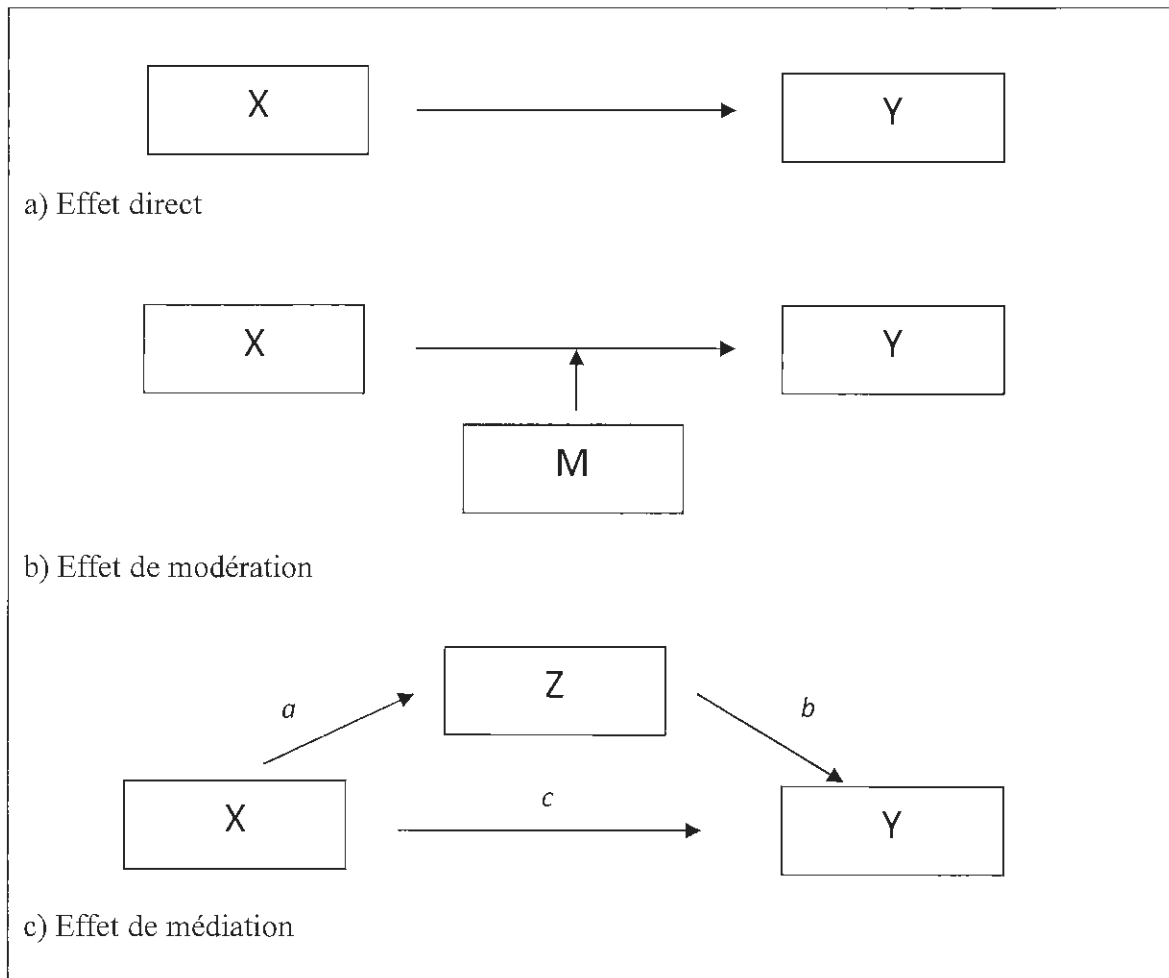 X
Y
a) Effet direct
X
Y
M
b) Effet de modération
Z
a
b
X
c
Y
c) Effet de médiation